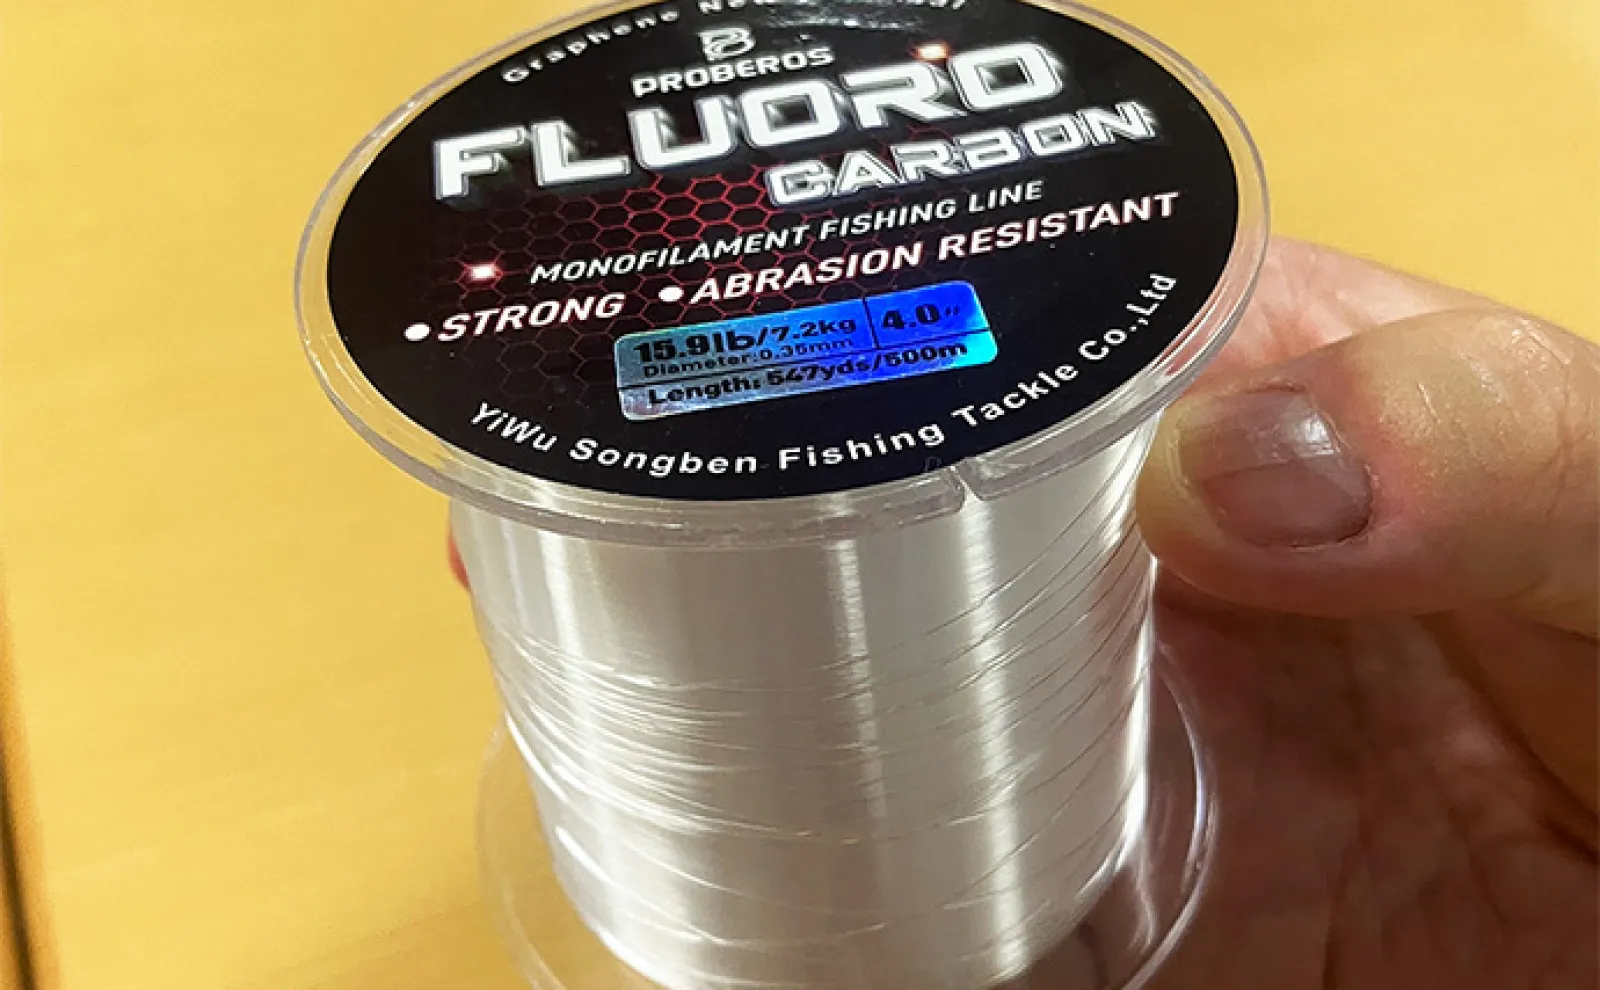 Graphene
PROBEROS
FLUORO
CARBON
MONOFILAMENT FISHING LINE
●STRONG ●ABRASION RESISTANT
15.9lb/7.2kg 4.0#
Diameter:0.35mm
Length: 547yds/500m
YiWu Songben Fishing Tackle Co.,Ltd